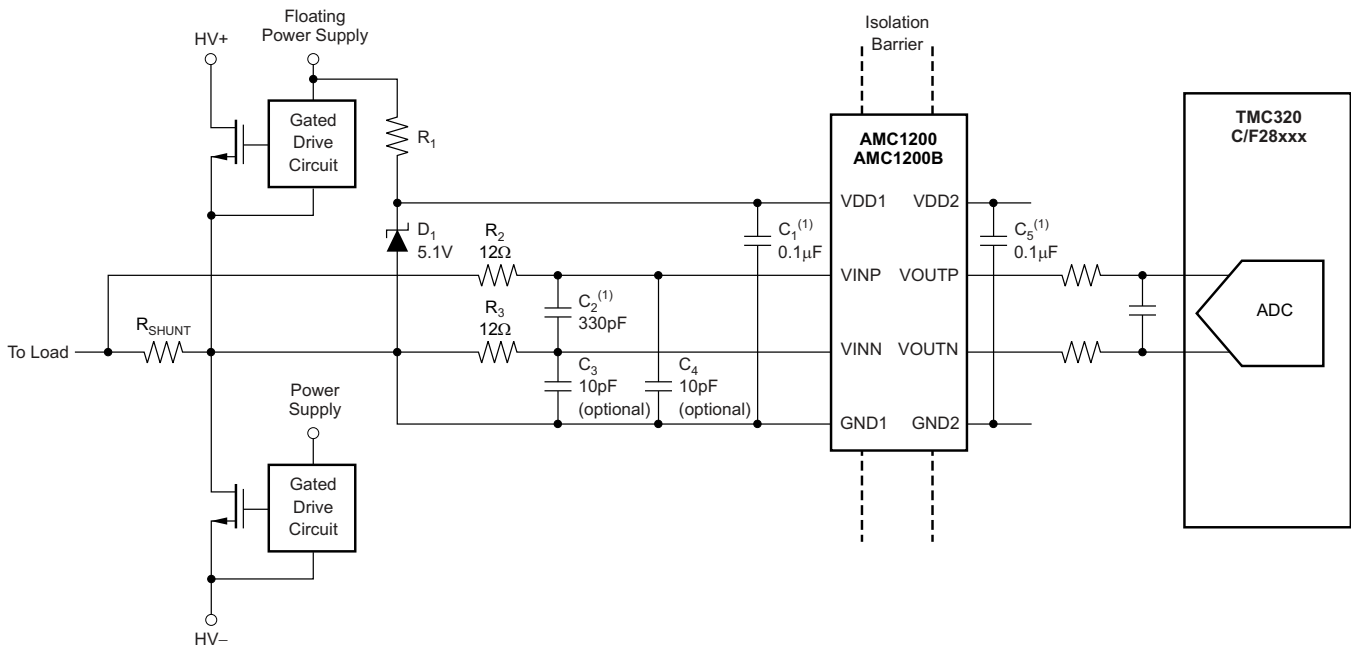 Floating
Power Supply
HV+
Gated
Drive
Circuit
R1
Isolation
Barrier
AMC1200
AMC1200B
TMC320
C/F28xxx
VDD1
VDD2
D1
5.1V
R2
12Ω
C1(1)
0.1μF
C5(1)
0.1μF
VINP
VOUTP
C2(1)
330pF
ADC
RSHUNT
R3
12Ω
To Load
VINN
VOUTN
C3
10pF
(optional)
C4
10pF
(optional)
Power
Supply
GND1
GND2
Gated
Drive
Circuit
HV−